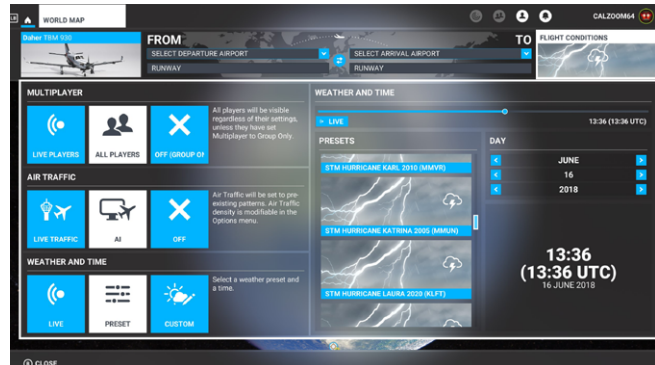 LB
WORLD MAP
CALZOOM64
Daher TBM 930
FROM
SELECT DEPARTURE AIRPORT
RUNWAY
TO
SELECT ARRIVAL AIRPORT
RUNWAY
FLIGHT CONDITIONS
MULTIPLAYER
LIVE PLAYERS
ALL PLAYERS
OFF (GROUP ON
All players will be visible
regardless of their settings,
unless they have set
Multiplayer to Group Only.
AIR TRAFFIC
LIVE TRAFFIC
AI
OFF
Air Traffic will be set to pre-
existing patterns. Air Traffic
density is modifiable in the
Options menu.
WEATHER AND TIME
LIVE
PRESET
CUSTOM
Select a weather preset and
a time.
WEATHER AND TIME
LIVE
13:36 (13:36 UTC)
PRESETS
STM HURRICANE KARL 2010 (MMVR)
STM HURRICANE KATRINA 2005 (MMUN)
STM HURRICANE LAURA 2020 (KLFT)
DAY
JUNE
16
2018
13:36
(13:36 UTC)
16 JUNE 2018
CLOSE